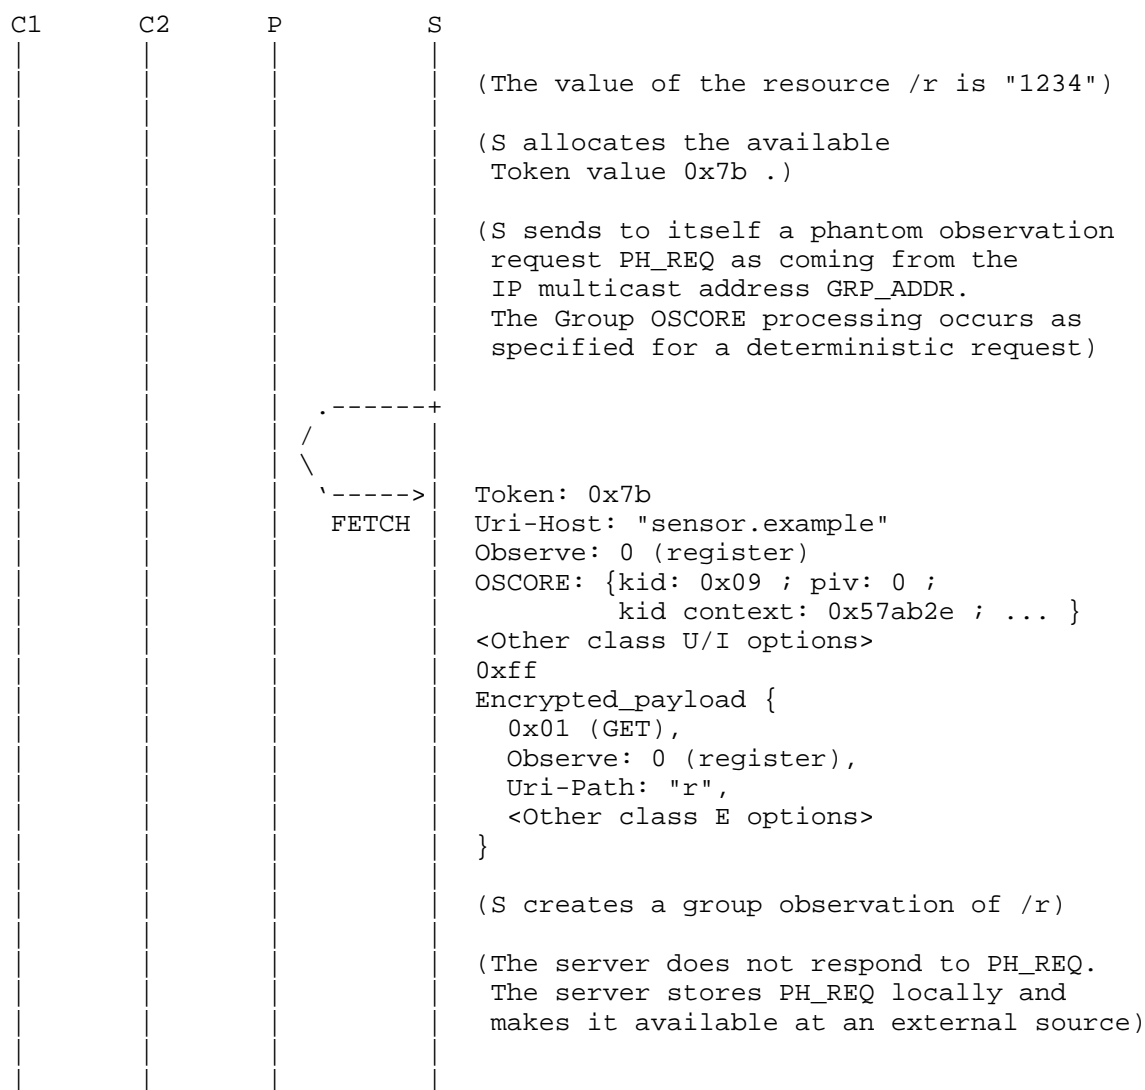 C1 C2 P S
(The value of the resource /r is "1234")
(S allocates the available
Token value 0x7b .)
(S sends to itself a phantom observation
request PH_REQ as coming from the
IP multicast address GRP_ADDR.
The Group OSCORE processing occurs as
specified for a deterministic request)
Token: 0x7b
FETCH Uri-Host: "sensor.example"
Observe: 0 (register)
OSCORE: {kid: 0x09 ; piv: 0 ;
kid context: 0x57ab2e ; ... }
<Other class U/I options>
0xff
Encrypted_payload {
0x01 (GET),
Observe: 0 (register),
Uri-Path: "r",
<Other class E options>
}
(S creates a group observation of /r)
(The server does not respond to PH_REQ.
The server stores PH_REQ locally and
makes it available at an external source)